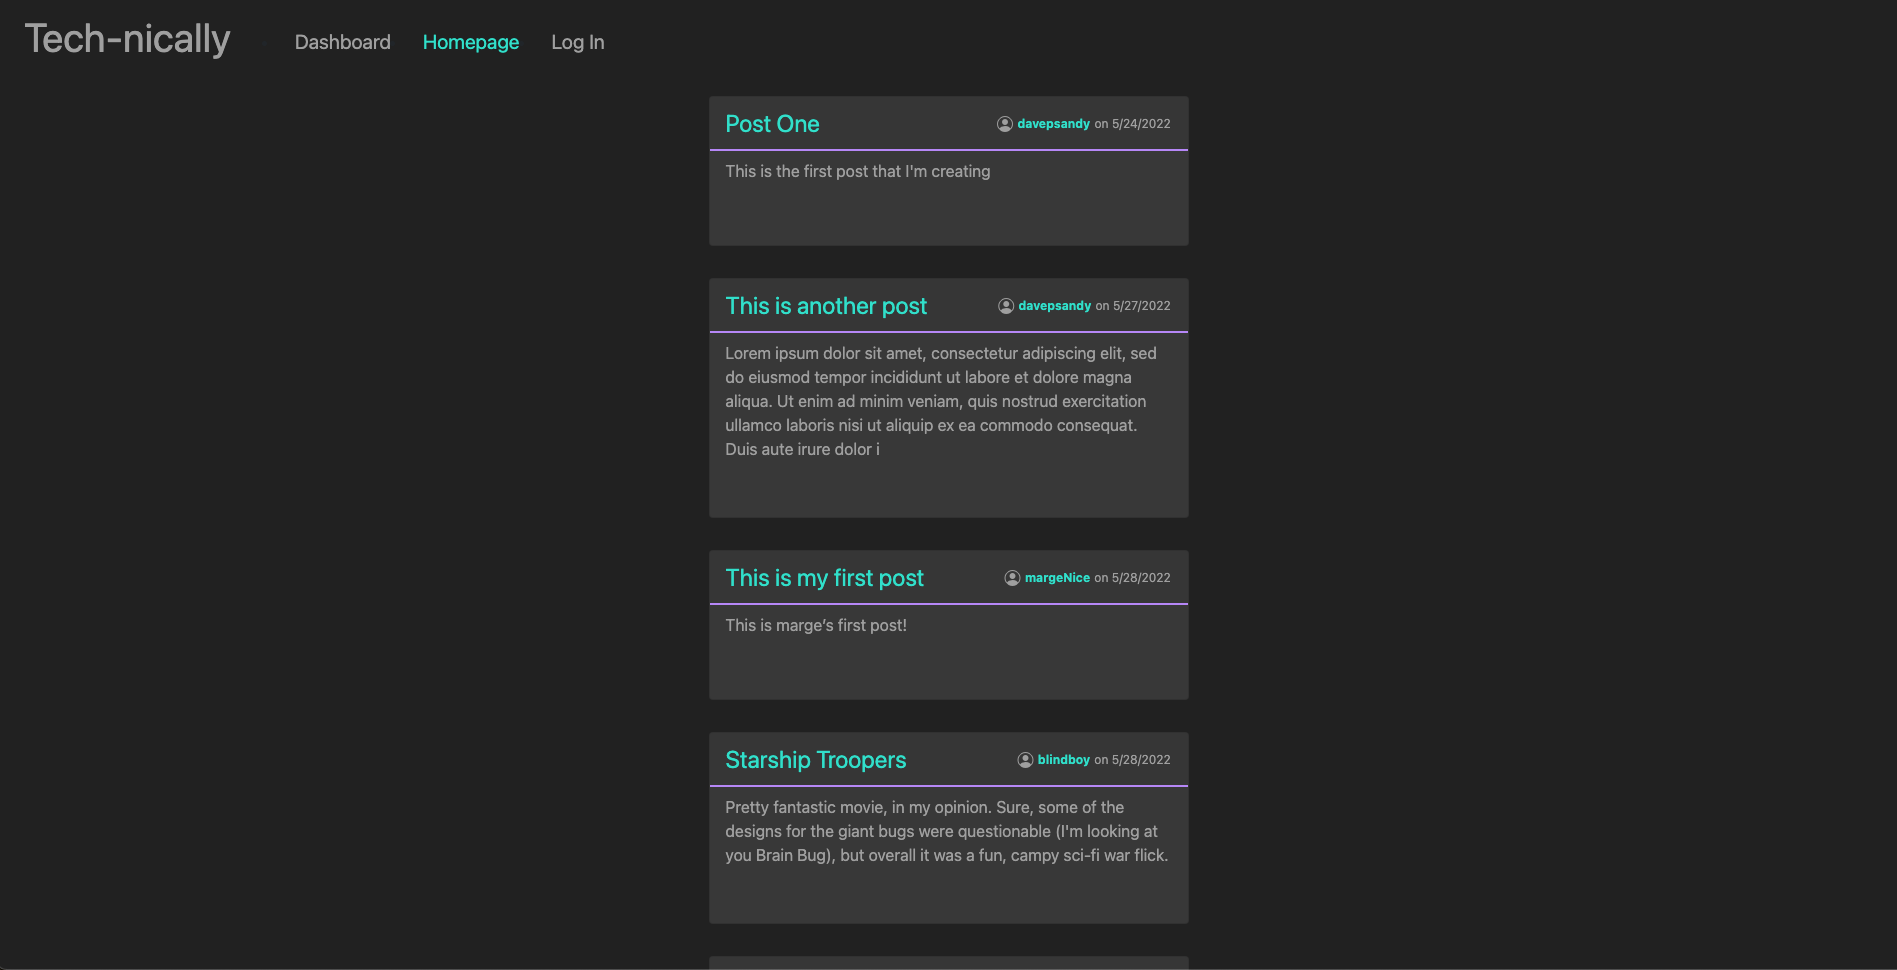 Tech-nically
Dashboard Homepage Log In
Post One
davepsandy on 5/24/2022
This is the first post that I'm creating
This is another post
davepsandy on 5/27/2022
Lorem ipsum dolor sit amet, consectetur adipiscing elit, sed
do eiusmod tempor incididunt ut labore et dolore magna
aliqua. Ut enim ad minim veniam, quis nostrud exercitation
ullamco laboris nisi ut aliquip ex ea commodo consequat.
Duis aute irure dolor i
This is my first post
margeNice on 5/28/2022
This is marge’s first post!
Starship Troopers
blindboy on 5/28/2022
Pretty fantastic movie, in my opinion. Sure, some of the
designs for the giant bugs were questionable (I'm looking at
you Brain Bug), but overall it was a fun, campy sci-fi war flick.